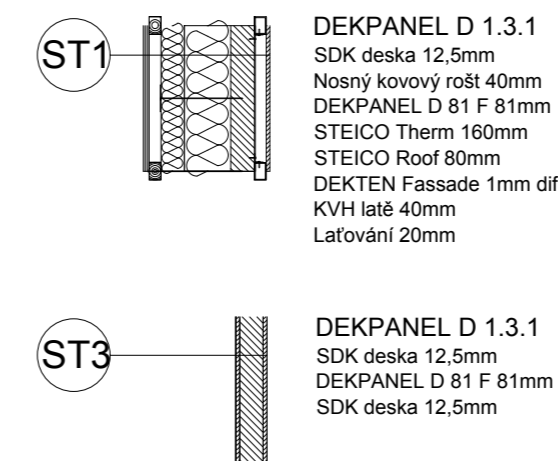 ST1
DEKPANEL D 1.3.1
SDK deska 12,5mm
Nosný kovový rošt 40mm
DEKPANEL D 81 F 81mm
STEICO Therm 160mm
STEICO Roof 80mm
DEKTEN Fassade 1mm dif
KVH latě 40mm
Laťování 20mm
ST3
DEKPANEL D 1.3.1
SDK deska 12,5mm
DEKPANEL D 81 F 81mm
SDK deska 12,5mm